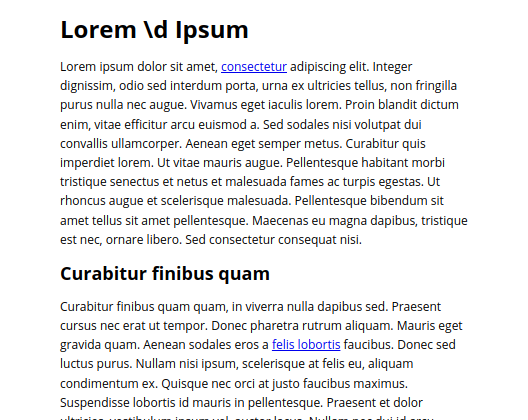 Lorem \d Ipsum
Lorem ipsum dolor sit amet, consectetur adipiscing elit. Integer
dignissim, odio sed interdum porta, urna ex ultricies tellus, non fringilla
purus nulla nec augue. Vivamus eget iaculis lorem. Proin blandit dictum
enim, vitae efficitur arcu euismod a. Sed sodales nisi volutpat dui
convallis ullamcorper. Aenean eget semper metus. Curabitur quis
imperdiet lorem. Ut vitae mauris augue. Pellentesque habitant morbi
tristique senectus et netus et malesuada fames ac turpis egestas. Ut
rhoncus augue et scelerisque malesuada. Pellentesque bibendum sit
amet tellus sit amet pellentesque. Maecenas eu magna dapibus, tristique
est nec, ornare libero. Sed consectetur consequat nisi.
Curabitur finibus quam
Curabitur finibus quam quam, in viverra nulla dapibus sed. Praesent
cursus nec erat ut tempor. Donec pharetra rutrum aliquam. Mauris eget
gravida quam. Aenean sodales eros a felis lobortis faucibus. Donec sed
luctus purus. Nullam nisi ipsum, scelerisque at felis eu, aliquam
condimentum ex. Quisque nec orci at justo faucibus maximus.
Suspendisse lobortis id mauris in pellentesque. Praesent et dolor